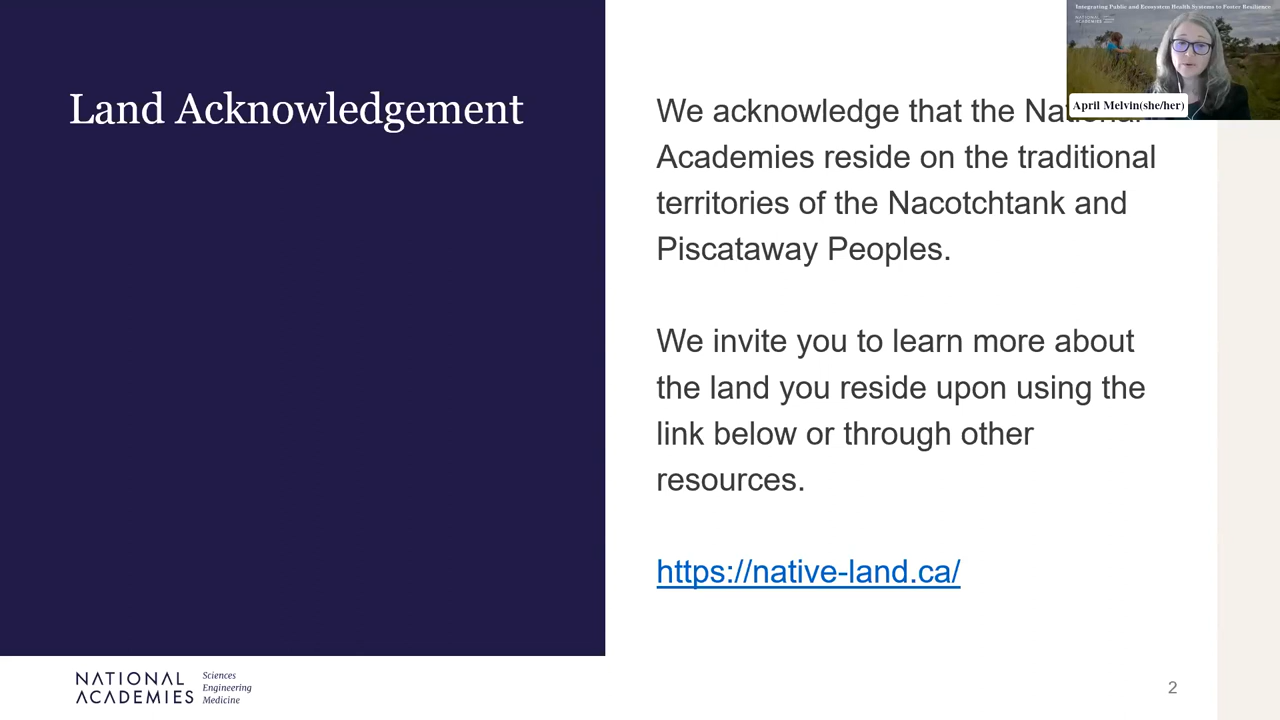 Land Acknowledgement
Integrating Public and Ecosystem Health Systems to Foster Resilience
NATIONAL
ACADEMIES
April Melvin(she/her)
We acknowledge that the National
Academies reside on the traditional
territories of the Nacotchtank and
Piscataway Peoples.
We invite you to learn more about
the land you reside upon using the
link below or through other
resources.
https://native-land.ca/
NATIONAL
ACADEMIES
Sciences
Engineering
Medicine
2